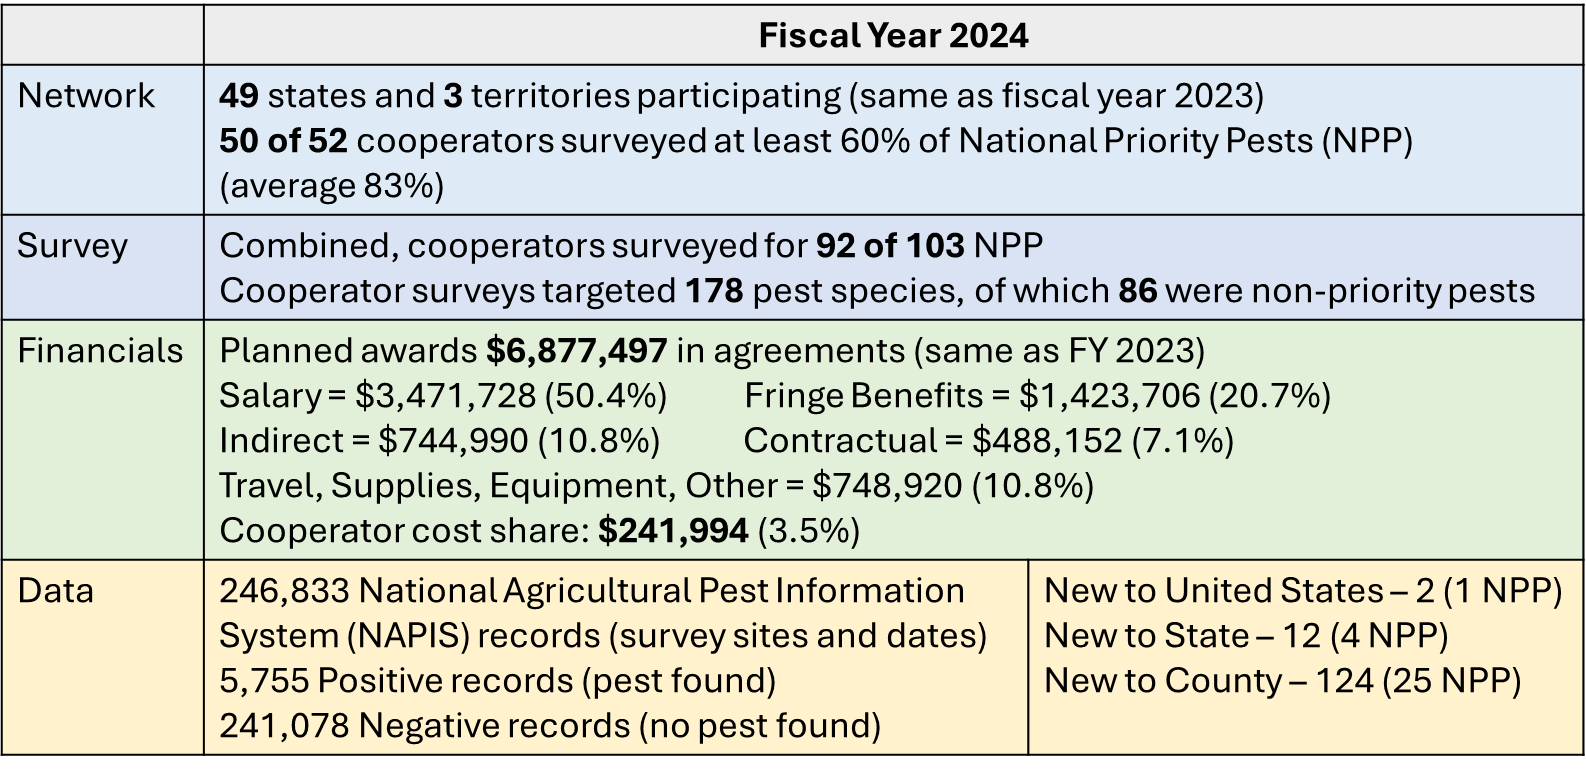 Fiscal Year 2024
Network
49 states and 3 territories participating (same as fiscal year 2023)
50 of 52 cooperators surveyed at least 60% of National Priority Pests (NPP)
(average 83%)
Survey
Combined, cooperators surveyed for 92 of 103 NPP
Cooperator surveys targeted 178 pest species, of which 86 were non-priority pests
Financials
Planned awards $6,877,497 in agreements (same as FY 2023)
Salary = $3,471,728 (50.4%) Fringe Benefits = $1,423,706 (20.7%)
Indirect = $744,990 (10.8%) Contractual = $488,152 (7.1%)
Travel, Supplies, Equipment, Other = $748,920 (10.8%)
Cooperator cost share: $241,994 (3.5%)
Data
246,833 National Agricultural Pest Information
System (NAPIS) records (survey sites and dates)
5,755 Positive records (pest found)
241,078 Negative records (no pest found)
New to United States – 2 (1 NPP)
New to State – 12 (4 NPP)
New to County – 124 (25 NPP)